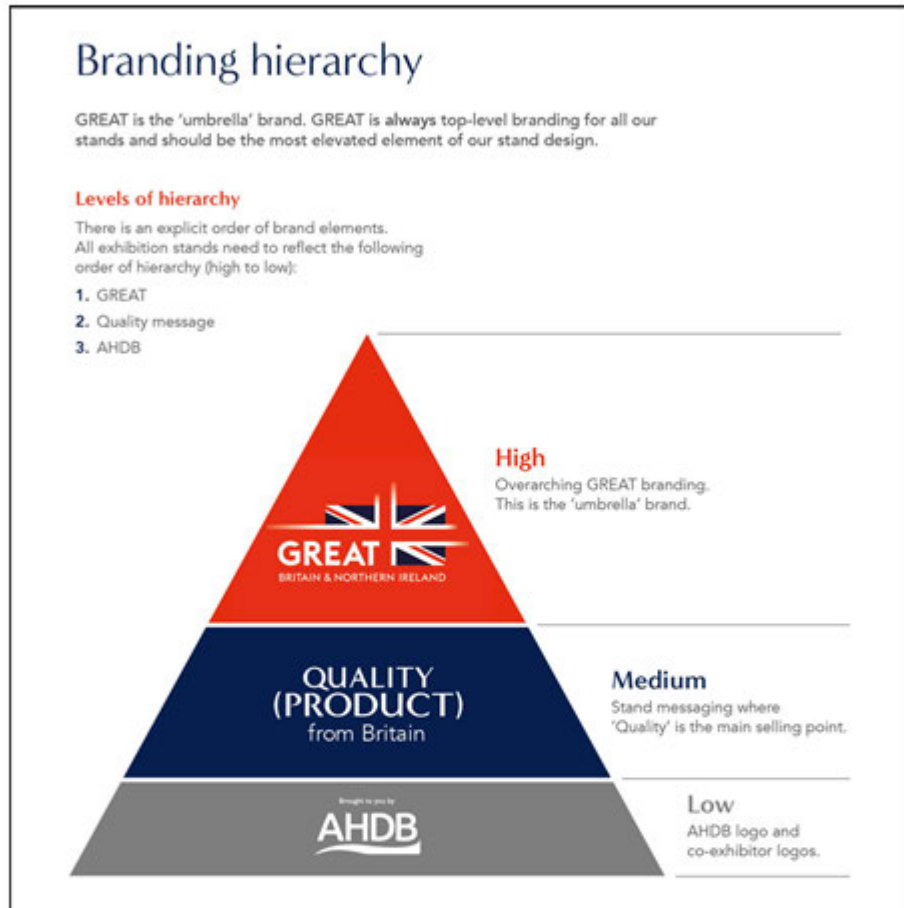 Branding hierarchy
GREAT is the ‘umbrella’ brand. GREAT is always top-level branding for all our
stands and should be the most elevated element of our stand design.
Levels of hierarchy
There is an explicit order of brand elements.
All exhibition stands need to reflect the following
order of hierarchy (high to low):
1. GREAT
2. Quality message
3. AHDB
High
Overarching GREAT branding.
This is the ‘umbrella’ brand.
GREAT
BRITAIN & NORTHERN IRELAND
QUALITY
(PRODUCT)
from Britain
Medium
Stand messaging where
‘Quality’ is the main selling point.
Brought to you by
AHDB
Low
AHDB logo and
co-exhibitor logos.